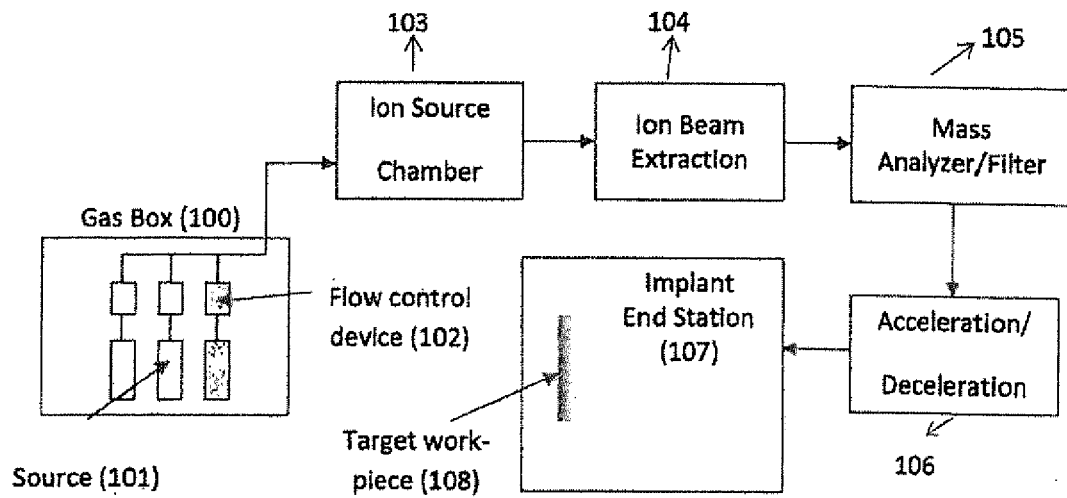 103
104
105
Ion Source
Chamber
Ion Beam
Extraction
Mass
Analyzer/Filter
Gas Box (100)
Flow control
device (102)
Implant
End Station
(107)
Acceleration/
Deceleration
Target work-
piece (108)
Source (101)
106